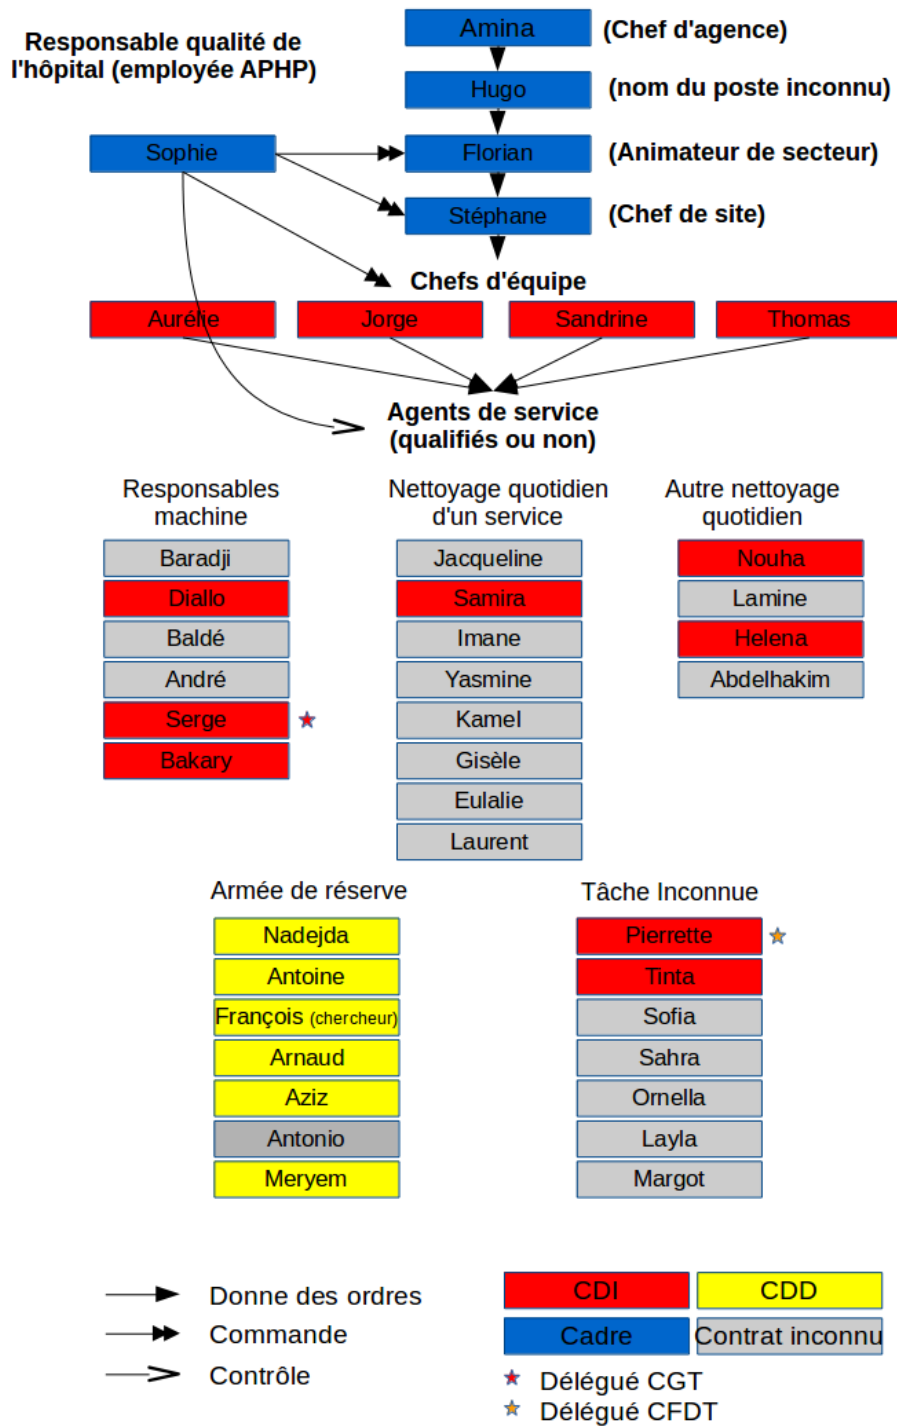 Responsable qualité de
l'hôpital (employée APHP)
Amina
(Chef d'agence)
Hugo
(nom du poste inconnu)
Sophie
Florian
(Animateur de secteur)
Stéphane
(Chef de site)
Chefs d'équipe
Aurélie
Jorge
Sandrine
Thomas
Agents de service
(qualifiés ou non)
Responsables
machine
Baradji
Diallo
Baldé
André
Serge
Bakary
Nettoyage quotidien
d'un service
Jacqueline
Samira
Imane
Yasmine
Kamel
Gisèle
Eulalie
Laurent
Autre nettoyage
quotidien
Nouha
Lamine
Helena
Abdelhakim
Armée de réserve
Nadejda
Antoine
François (chercheur)
Arnaud
Aziz
Antonio
Meryem
Tâche Inconnue
Pierrette
Tinta
Sofia
Sahra
Ornella
Layla
Margot
Donne des ordres
Commande
Contrôle
CDI
CDD
Cadre
Contrat inconnu
Délégué CGT
Délégué CFDT